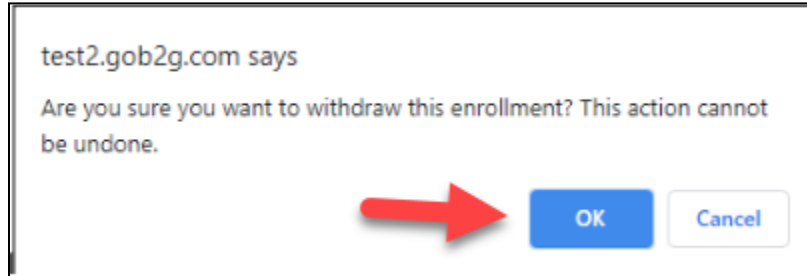 test2.gob2g.com says
Are you sure you want to withdraw this enrollment? This action cannot
be undone.
OK Cancel